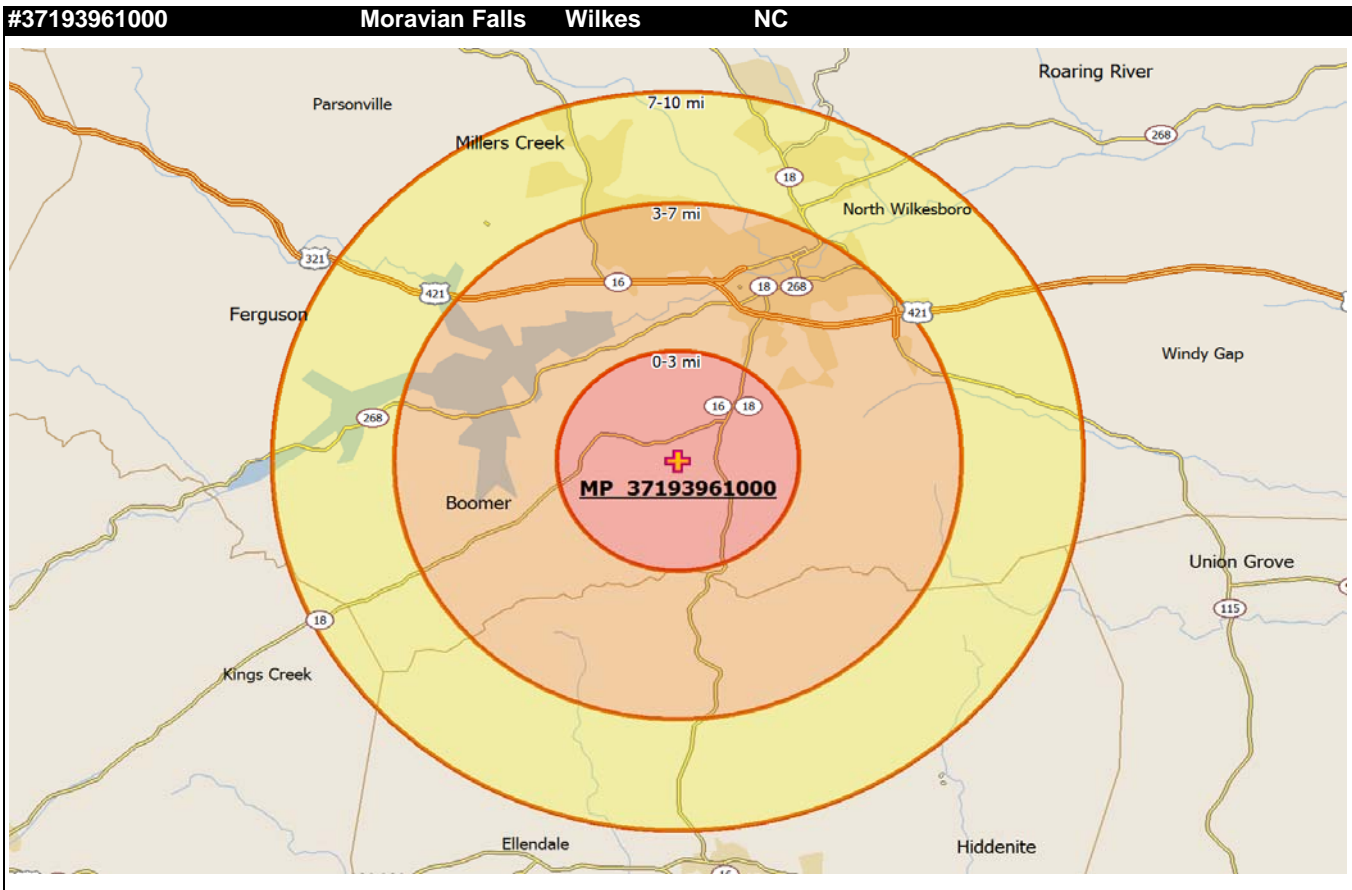 #37193961000 Moravian Falls Wilkes NC
Roaring River
Parsonville
7-10 mi
268
Millers Creek
18
North Wilkesboro
3-7 mi
321
421
16
18
268
Ferguson
421
Windy Gap
0-3 mi
268
16
18
MP 37193961000
Boomer
Union Grove
115
18
Kings Creek
Ellendale
Hiddenite